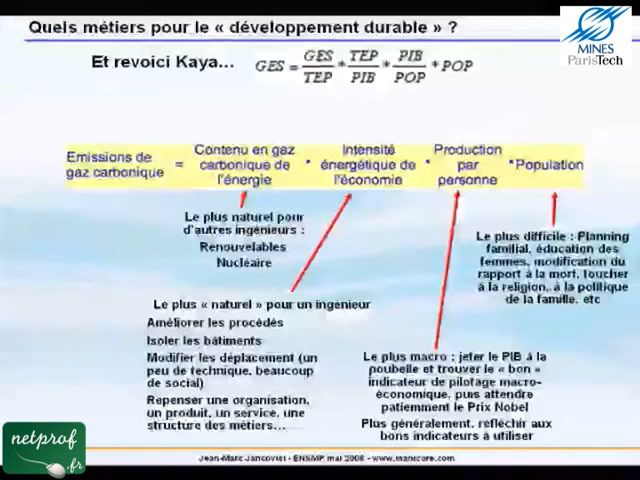 Quels métiers pour le « développement durable » ?
MINES
ParisTech
Et revoici Kaya… GES = GES/TEP * TEP/PIB * PIB/POP * POP
Emissions de gaz carbonique = Contenu en gaz carbonique de l'énergie * Intensité énergétique de l'économie * Production par personne * Population
Le plus naturel pour
d'autres ingénieurs :
Renouvelables
Nucléaire
Le plus difficile : Planning
familial, éducation des
femmes, modification du
rapport à la mort, toucher
à la religion, à la politique
de la famille, etc
Le plus « naturel » pour un ingénieur
Améliorer les procédés
Isoler les bâtiments
Modifier les déplacement (un
peu de technique, beaucoup
de social)
Repenser une organisation,
un produit, un service, une
structure des métiers…
Le plus macro : jeter le PIB à la
poubelle et trouver le « bon »
indicateur de pilotage macro-
économique, puis attendre
patiemment le Prix Nobel
Plus généralement, réfléchir aux
bons indicateurs à utiliser
netprof
.fr
Jean-Marc Jancovici - ENSMP mai 2008 - www.manicore.com